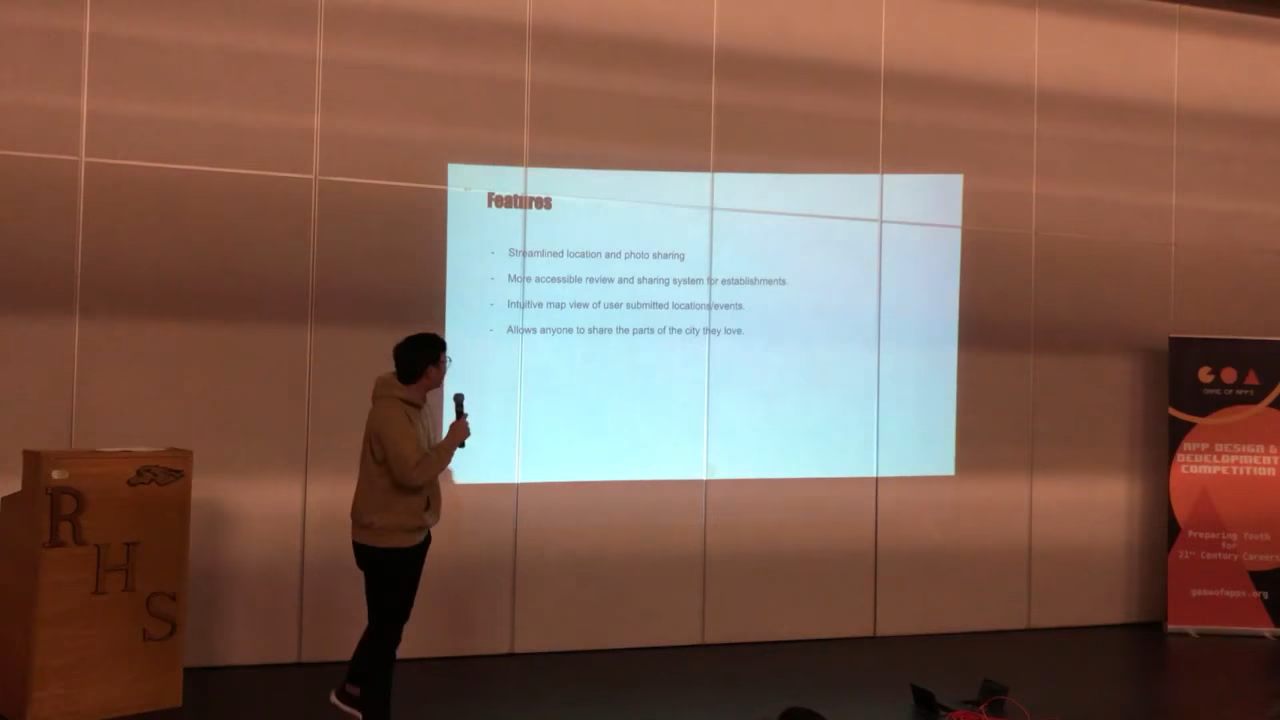 Features
- Streamlined location and photo sharing
- More accessible review and sharing system for establishments.
- Intuitive map view of user submitted locations/events.
- Allows anyone to share the parts of the city they love.
R
H
S
GOA
GAME OF APPS
APP DESIGN &
DEVELOPMENT
COMPETITION
Preparing Youth
for
21st Century Careers
gameofapps.org